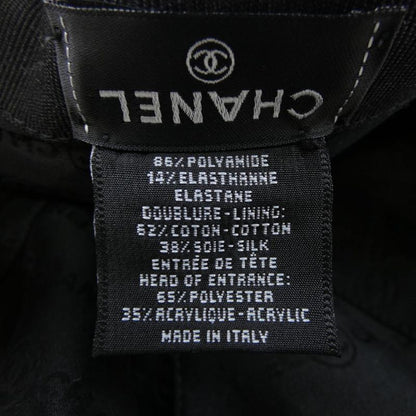 CHANEL
86% POLYAMIDE
14% ELASTHANNE
ELASTANE
DOUBLURE-LINING:
62% COTON-COTTON
38% SOIE-SILK
ENTRÉE DE TÊTE
HEAD OF ENTRANCE:
65% POLYESTER
35% ACRYLIQUE-ACRYLIC
MADE IN ITALY